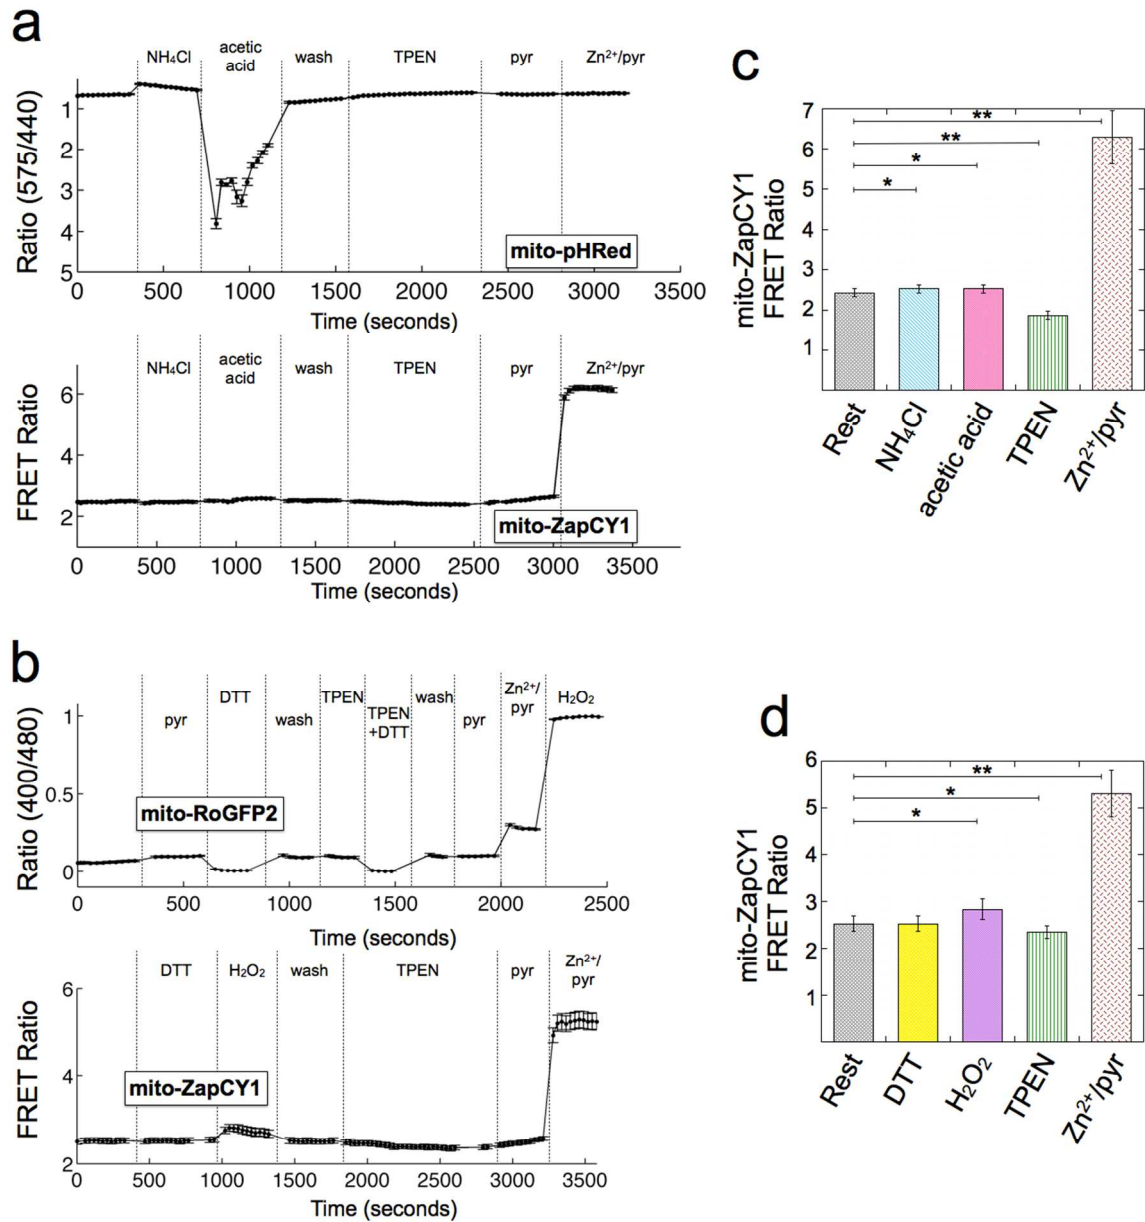 a
NH₄Cl
acetic
acid
wash
TPEN
pyr
Zn²⁺/pyr
Ratio (575/440)
1
2
3
4
5
mito-pHRed
0 500 1000 1500 2000 2500 3000 3500
Time (seconds)
NH₄Cl
acetic
acid
wash
TPEN
pyr
Zn²⁺/pyr
FRET Ratio
6
4
2
mito-ZapCY1
0 500 1000 1500 2000 2500 3000 3500
Time (seconds)
b
pyr
DTT
wash
TPEN
TPEN
+DTT
wash
pyr
Zn²⁺/
pyr
H₂O₂
Ratio (400/480)
1
0.5
0
mito-RoGFP2
0 500 1000 1500 2000 2500
Time (seconds)
DTT
H₂O₂
wash
TPEN
pyr
Zn²⁺/
pyr
FRET Ratio
6
4
2
mito-ZapCY1
0 500 1000 1500 2000 2500 3000 3500
Time (seconds)
c
mito-ZapCY1
FRET Ratio
7
6
5
4
3
2
1
**
**
*
*
Rest
NH₄Cl
acetic acid
TPEN
Zn²⁺/pyr
d
mito-ZapCY1
FRET Ratio
6
5
4
3
2
1
**
*
*
Rest
DTT
H₂O₂
TPEN
Zn²⁺/pyr